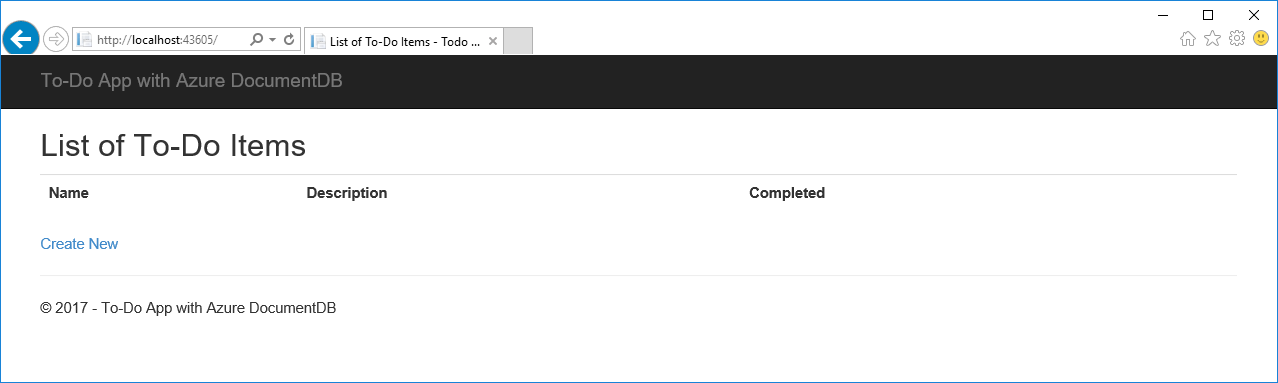 http://localhost:43605/
List of To-Do Items - Todo ...
To-Do App with Azure DocumentDB
List of To-Do Items
Name Description Completed
Create New
© 2017 - To-Do App with Azure DocumentDB